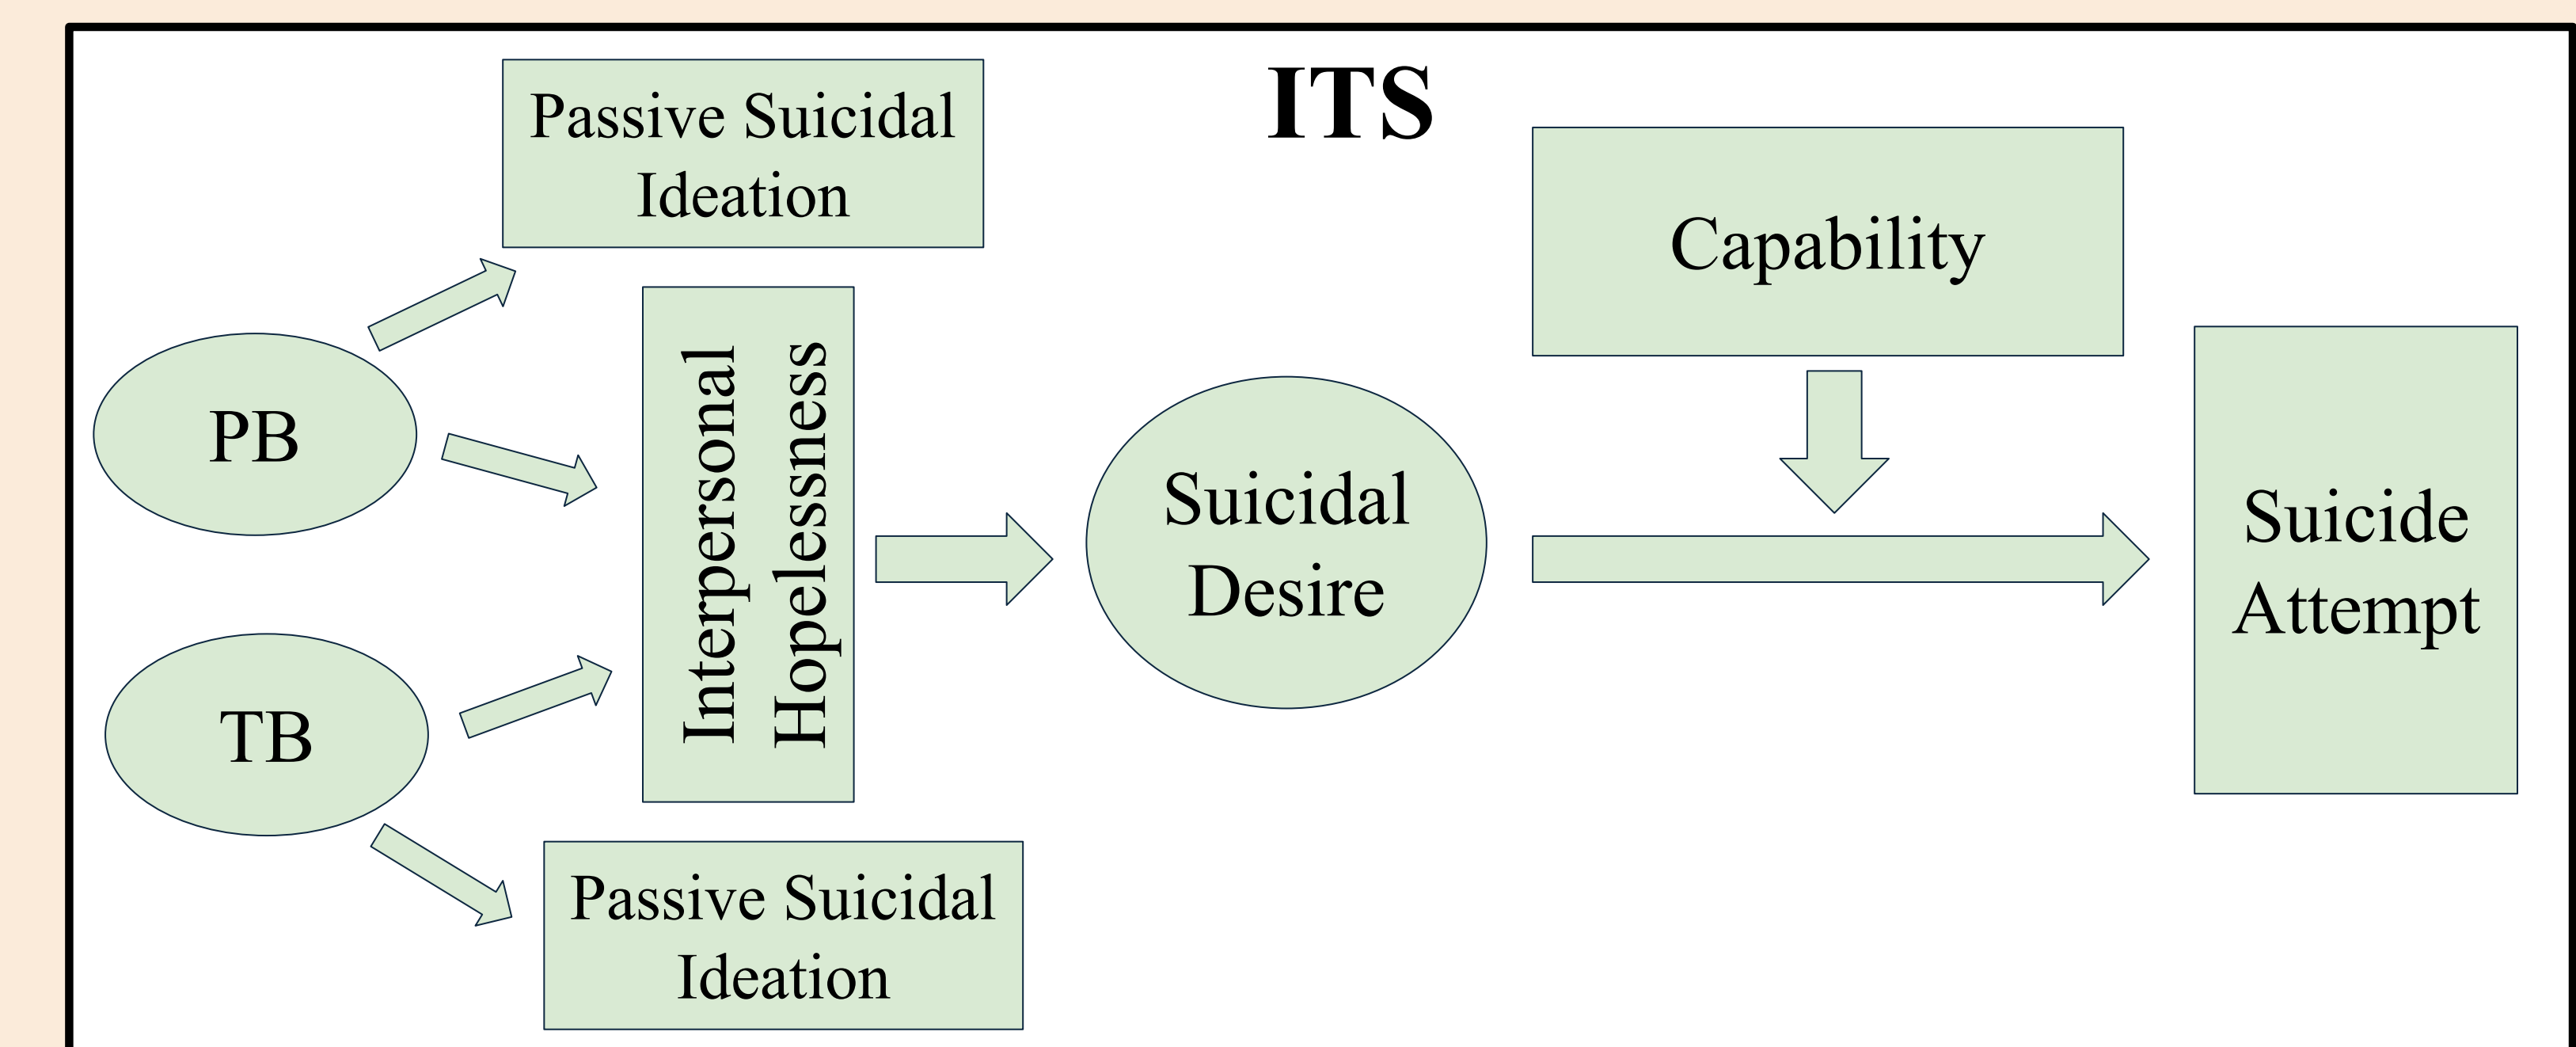 ITS
Passive Suicidal
Ideation
PB
Interpersonal
Hopelessness
TB
Passive Suicidal
Ideation
Suicidal
Desire
Capability
Suicide
Attempt